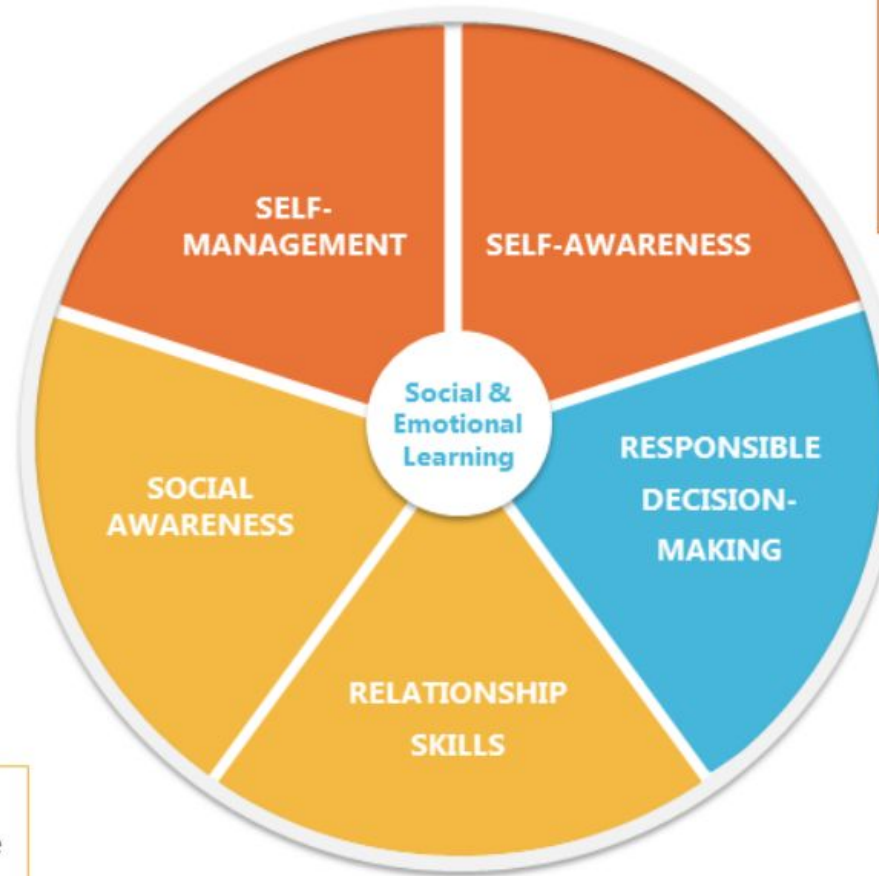 SELF-
MANAGEMENT
SELF-AWARENESS
Social &
Emotional
Learning
RESPONSIBLE
DECISION-
MAKING
SOCIAL
AWARENESS
RELATIONSHIP
SKILLS